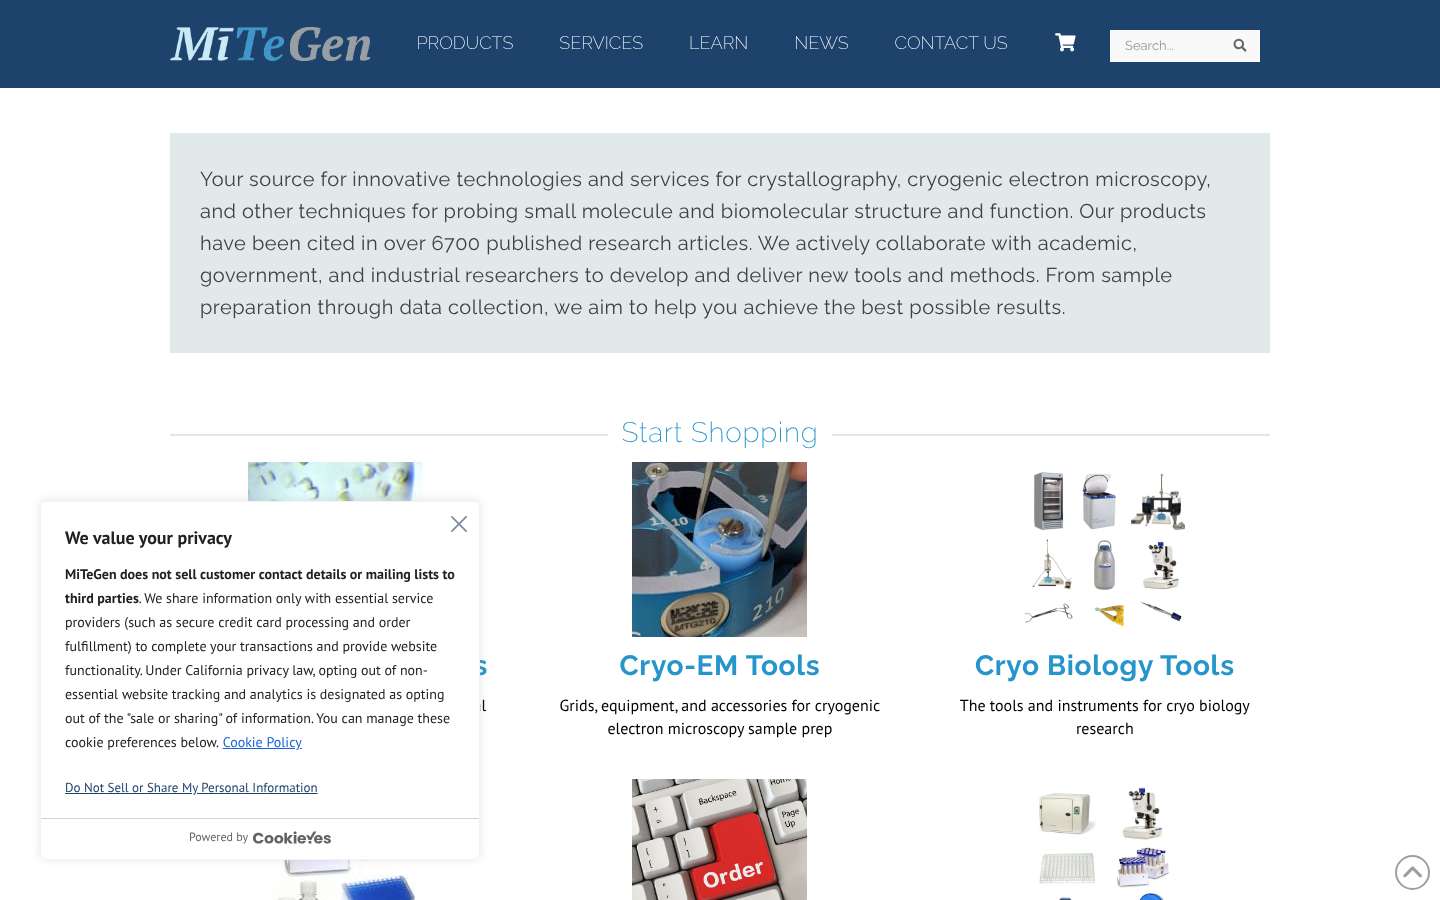 MiTeGen
PRODUCTS
SERVICES
LEARN
NEWS
CONTACT US
Search...
Your source for innovative technologies and services for crystallography, cryogenic electron microscopy,
and other techniques for probing small molecule and biomolecular structure and function. Our products
have been cited in over 6700 published research articles. We actively collaborate with academic,
government, and industrial researchers to develop and deliver new tools and methods. From sample
preparation through data collection, we aim to help you achieve the best possible results.
Start Shopping
We value your privacy
MiTeGen does not sell customer contact details or mailing lists to
third parties. We share information only with essential service
providers (such as secure credit card processing and order
fulfillment) to complete your transactions and provide website
functionality. Under California privacy law, opting out of non-
essential website tracking and analytics is designated as opting
out of the "sale or sharing" of information. You can manage these
cookie preferences below. Cookie Policy
Do Not Sell or Share My Personal Information
Powered by CookieYes
s
l
3
11
10
210
MTG210
Cryo-EM Tools
Grids, equipment, and accessories for cryogenic
electron microscopy sample prep
Cryo Biology Tools
The tools and instruments for cryo biology
research
Backspace
Home
Page
Up
Order